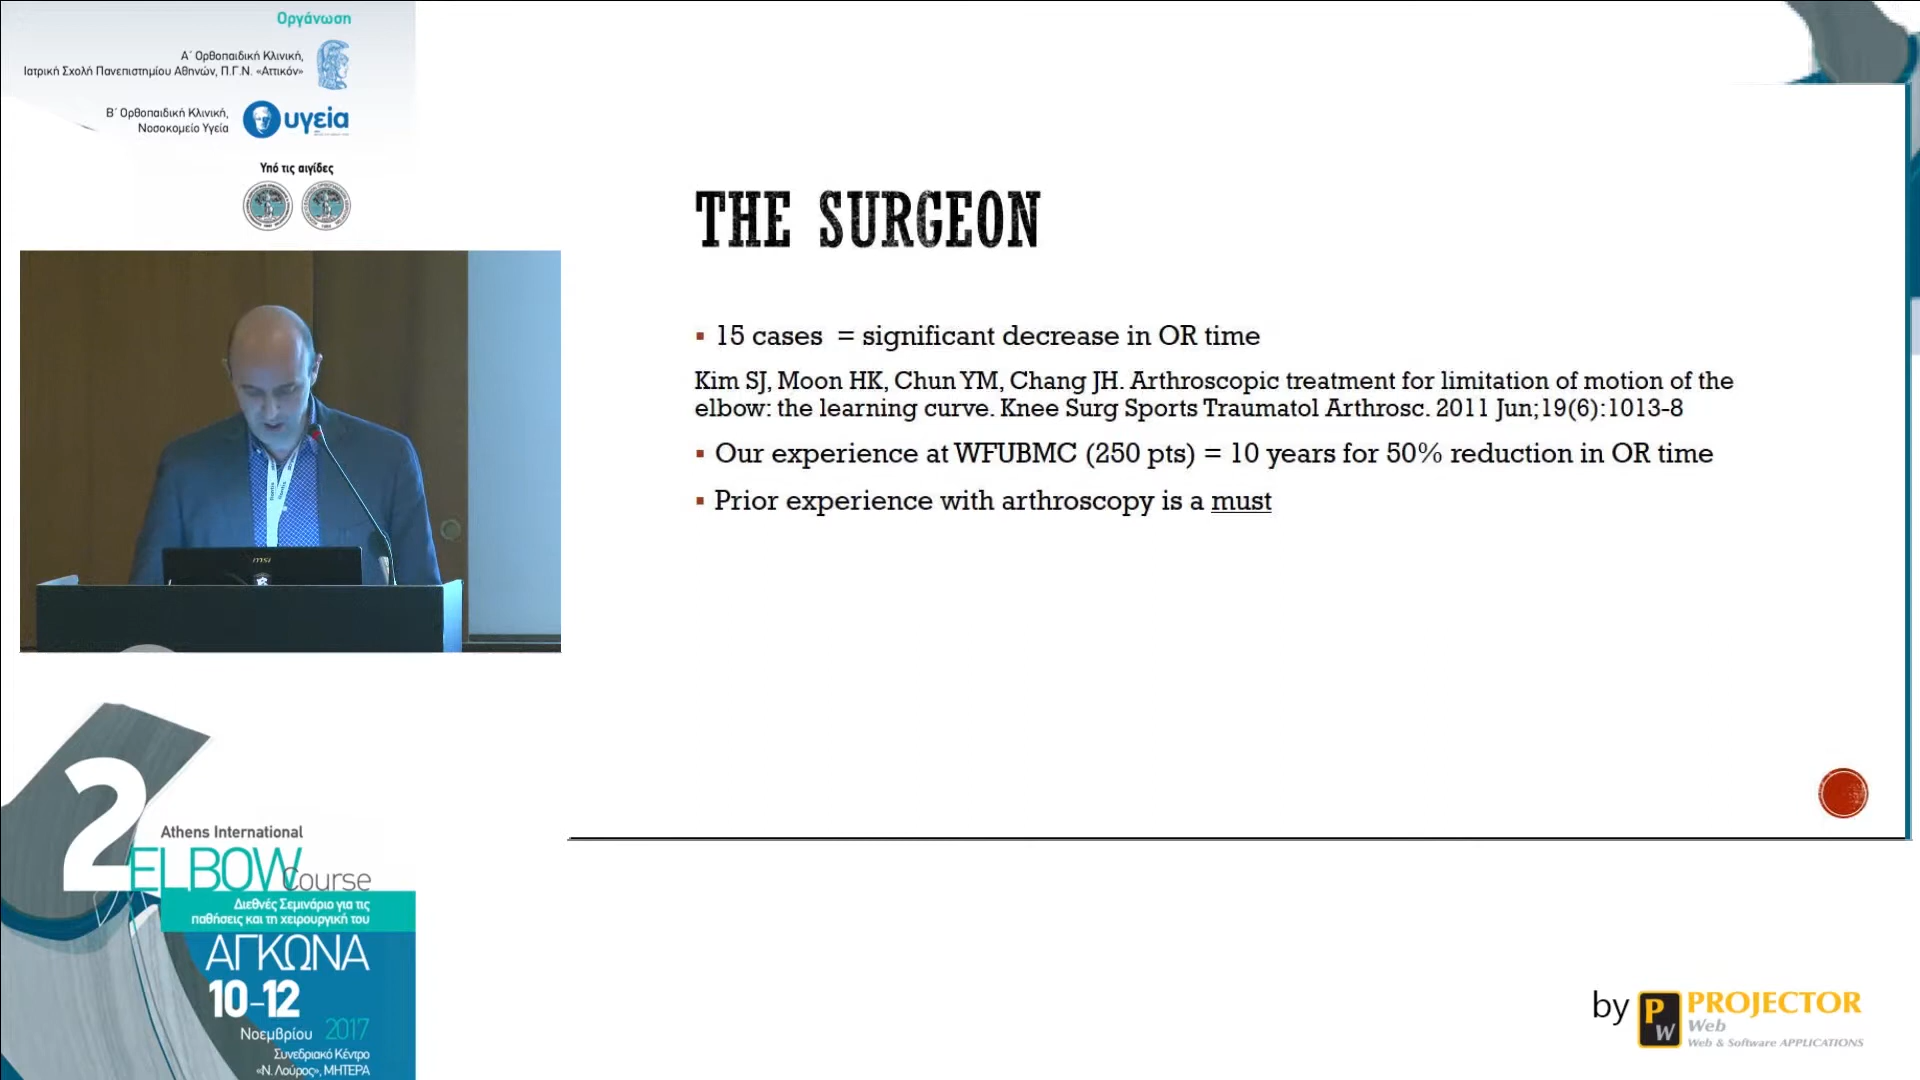 Οργάνωση
Α΄ Ορθοπαιδική Κλινική,
Ιατρική Σχολή Πανεπιστημίου Αθηνών, Π.Γ.Ν. «Αττικόν»
Β΄ Ορθοπαιδική Κλινική,
Νοσοκομείο Υγεία
υγεία
Υπό τις αιγίδες
msi
2
Athens International
ELBOW Course
Διεθνές Σεμινάριο για τις
παθήσεις και τη χειρουργική του
ΑΓΚΩΝΑ
10-12
Νοεμβρίου 2017
Συνεδριακό Κέντρο
«Ν. Λούρος», ΜΗΤΕΡΑ
THE SURGEON
▪ 15 cases = significant decrease in OR time
Kim SJ, Moon HK, Chun YM, Chang JH. Arthroscopic treatment for limitation of motion of the
elbow: the learning curve. Knee Surg Sports Traumatol Arthrosc. 2011 Jun;19(6):1013-8
▪ Our experience at WFUBMC (250 pts) = 10 years for 50% reduction in OR time
▪ Prior experience with arthroscopy is a must
by PW PROJECTOR
Web
Web & Software APPLICATIONS